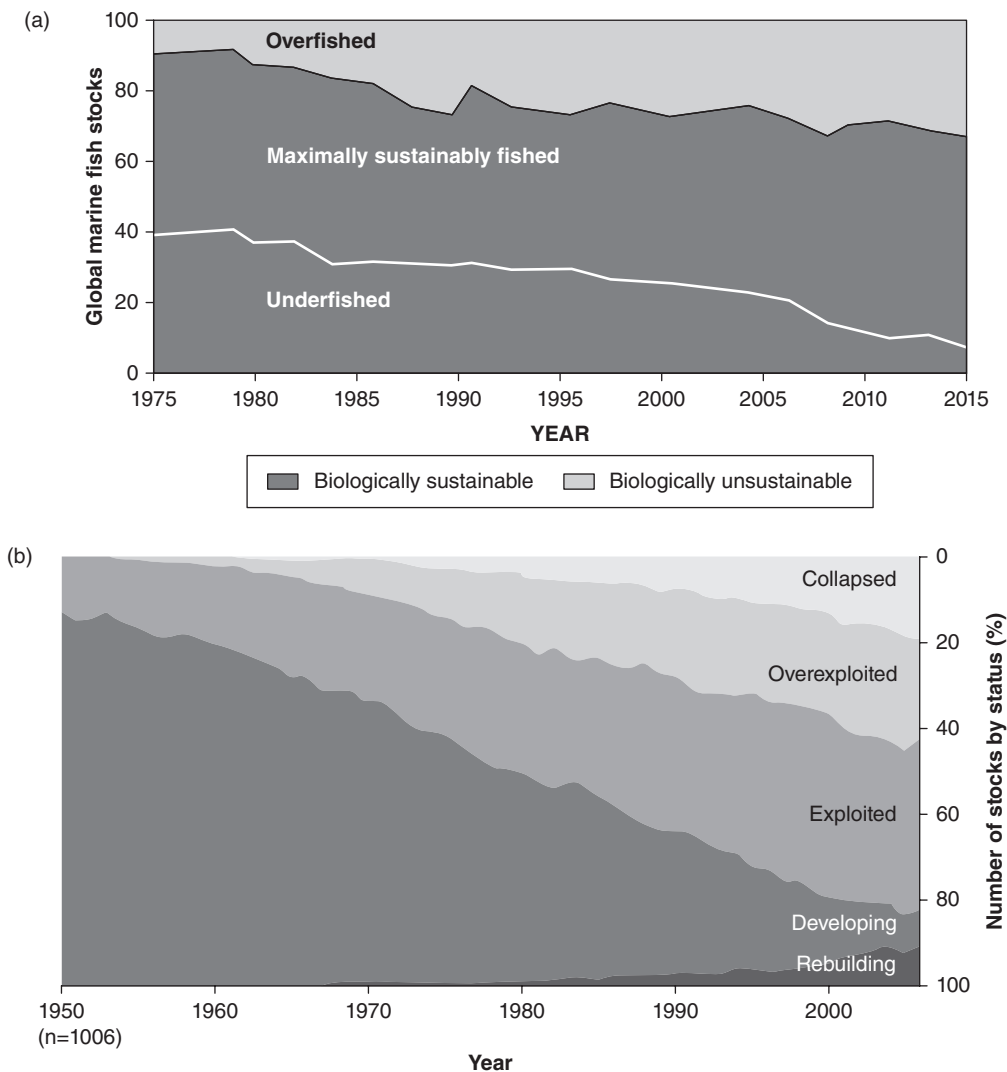 (a)
Global marine fish stocks
100
80
60
40
20
0
Overfished
Maximally sustainably fished
Underfished
1975 1980 1985 1990 1995 2000 2005 2010 2015
YEAR
Biologically sustainable Biologically unsustainable
(b)
Collapsed
Overexploited
Exploited
Developing
Rebuilding
0
20
40
60
80
100
Number of stocks by status (%)
1950 1960 1970 1980 1990 2000
(n=1006)
Year